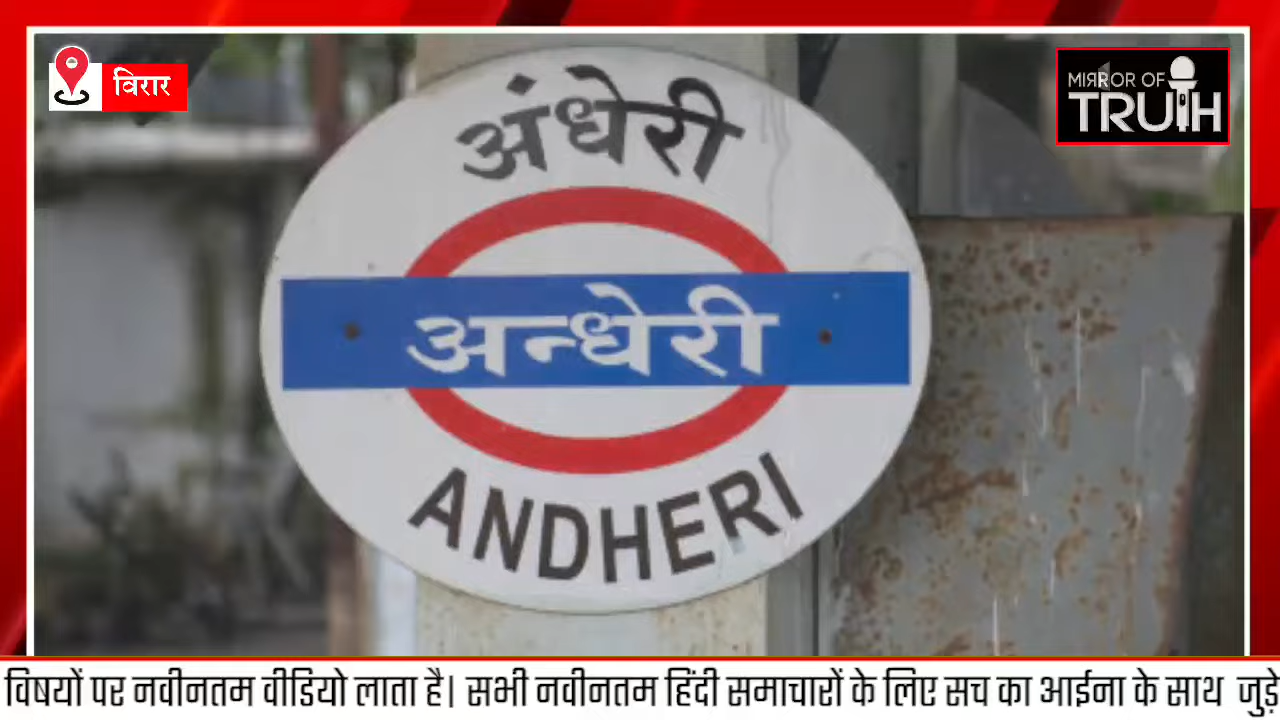 विरार
MIRROR OF
TRUTH
अंधेरी
अन्धेरी
ANDHERI
विषयों पर नवीनतम वीडियो लाता है। सभी नवीनतम हिंदी समाचारों के लिए सच का आईना के साथ जुड़े